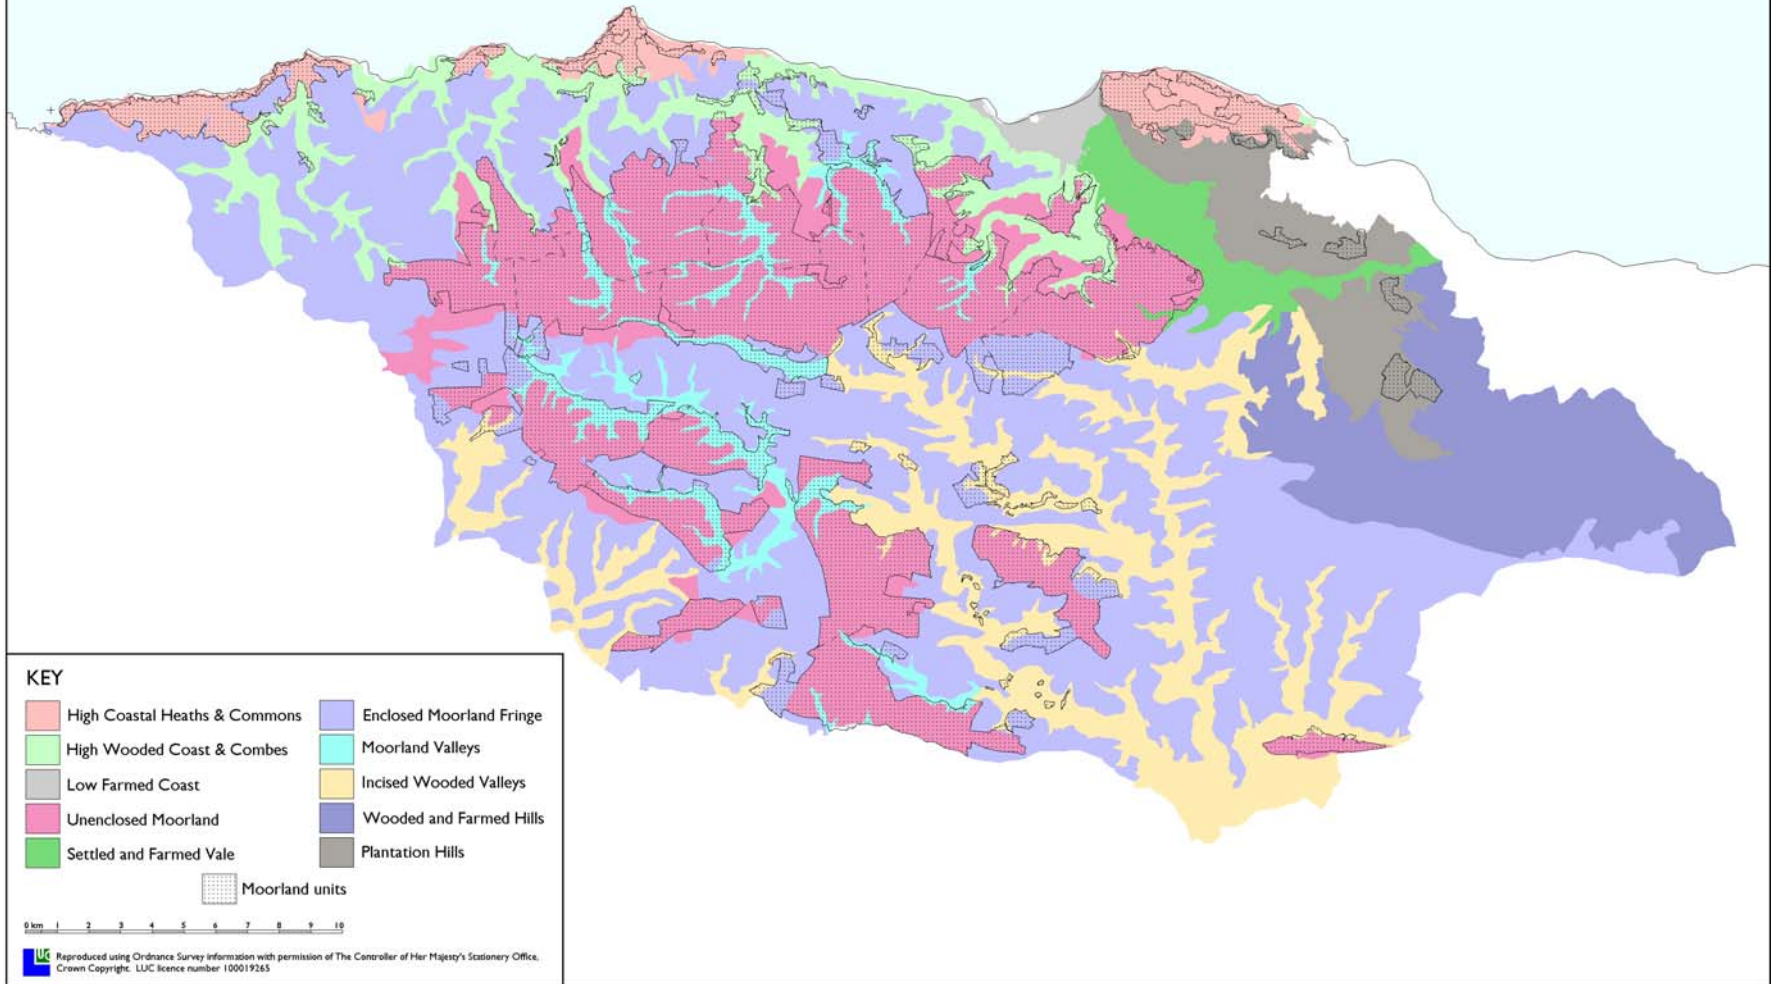 KEY
High Coastal Heaths & Commons
High Wooded Coast & Combes
Low Farmed Coast
Unenclosed Moorland
Settled and Farmed Vale
Enclosed Moorland Fringe
Moorland Valleys
Incised Wooded Valleys
Wooded and Farmed Hills
Plantation Hills
Moorland units
0 km 1 2 3 4 5 6 7 8 9 10
LUC
Reproduced using Ordnance Survey information with permission of The Controller of Her Majesty's Stationery Office,
Crown Copyright. LUC licence number 100019265